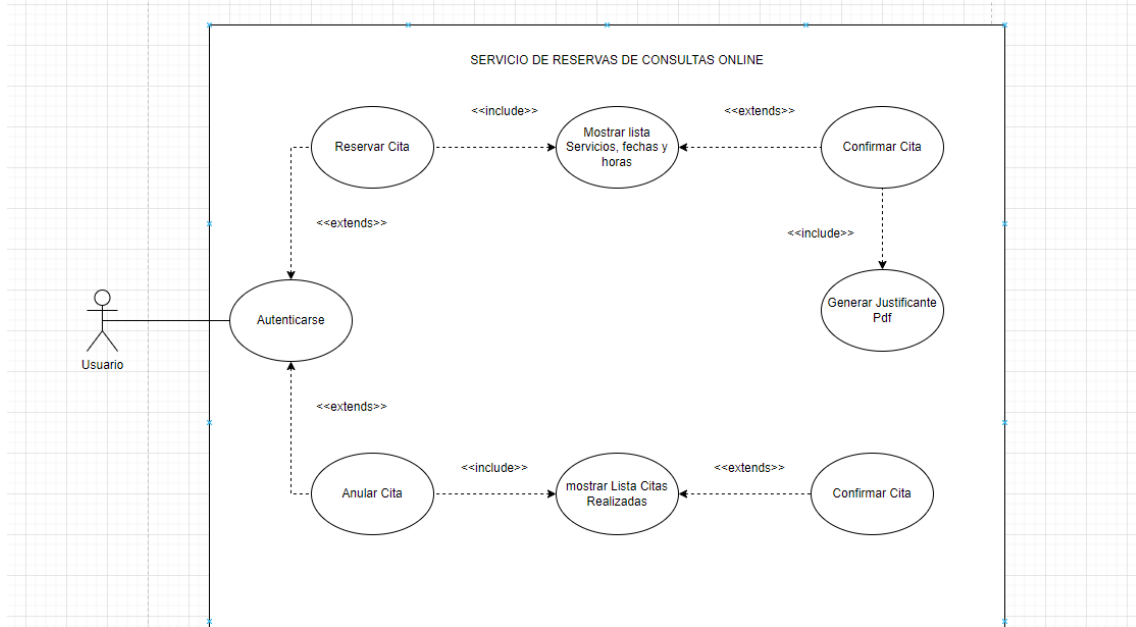 SERVICIO DE RESERVAS DE CONSULTAS ONLINE
<<include>>
<<extends>>
Reservar Cita
Mostrar lista
Servicios, fechas y
horas
Confirmar Cita
<<extends>>
<<include>>
Generar Justificante
Pdf
Autenticarse
Usuario
<<extends>>
<<include>>
<<extends>>
Anular Cita
mostrar Lista Citas
Realizadas
Confirmar Cita